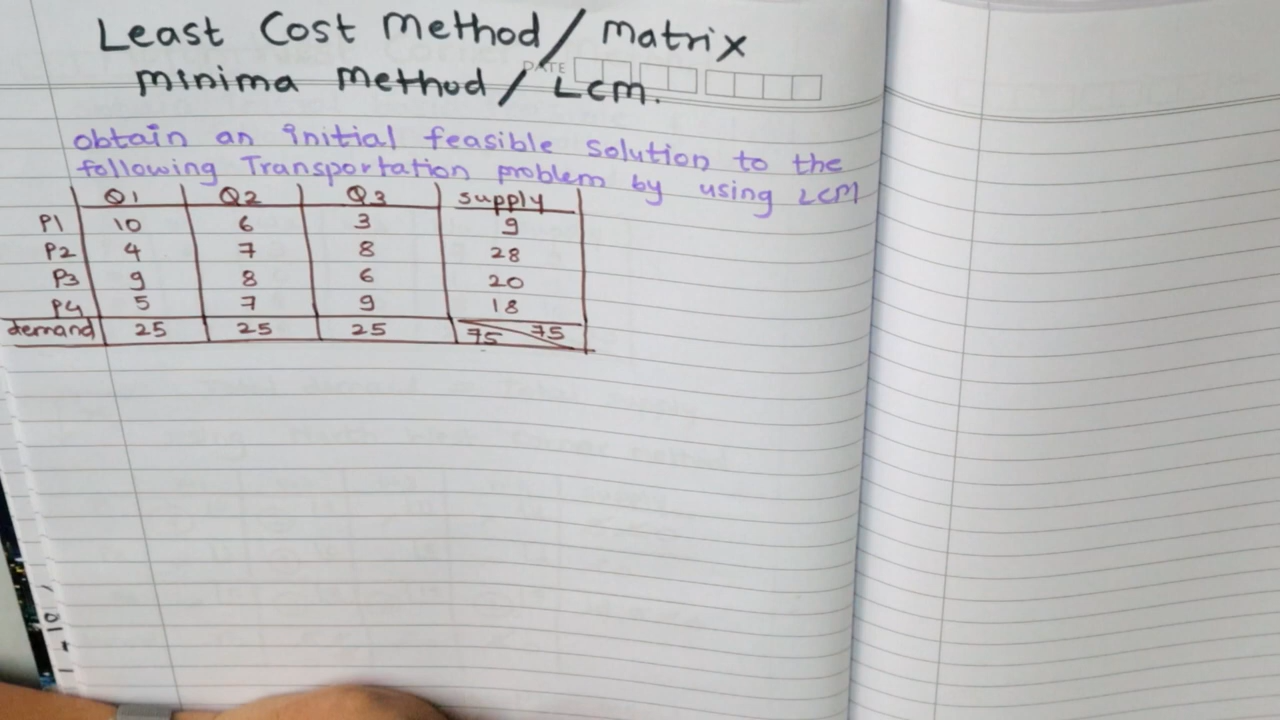 Least Cost Method / Matrix
minima Method / Lcm.
DATE
obtain an initial feasible solution to the
following Transportation problem by using LCM
Q1 Q2 Q3 supply
P1 10 6 3 9
P2 4 7 8 28
P3 9 8 6 20
P4 5 7 9 18
demand 25 25 25 75 75